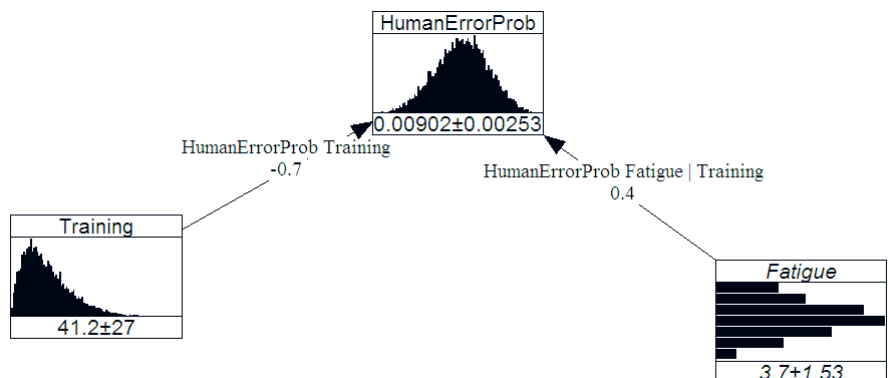 HumanErrorProb
0.00902±0.00253
HumanErrorProb Training
-0.7
HumanErrorProb Fatigue | Training
0.4
Training
41.2±27
Fatigue
3.7±1.53